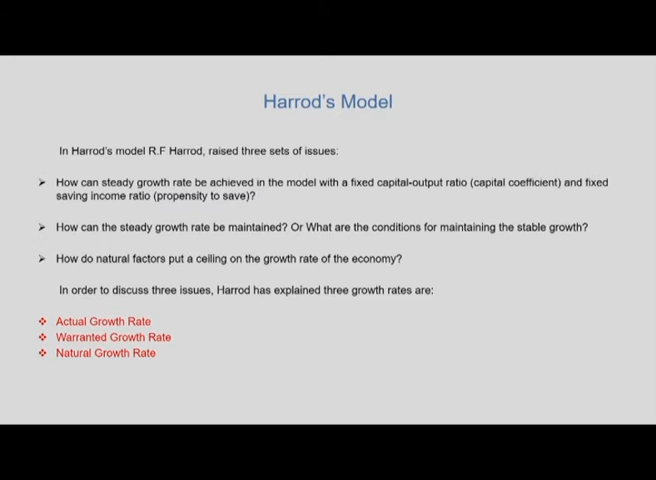 Harrod's Model
In Harrod's model R.F Harrod, raised three sets of issues:
➢ How can steady growth rate be achieved in the model with a fixed capital-output ratio (capital coefficient) and fixed
saving income ratio (propensity to save)?
➢ How can the steady growth rate be maintained? Or What are the conditions for maintaining the stable growth?
➢ How do natural factors put a ceiling on the growth rate of the economy?
In order to discuss three issues, Harrod has explained three growth rates are:
❖ Actual Growth Rate
❖ Warranted Growth Rate
❖ Natural Growth Rate